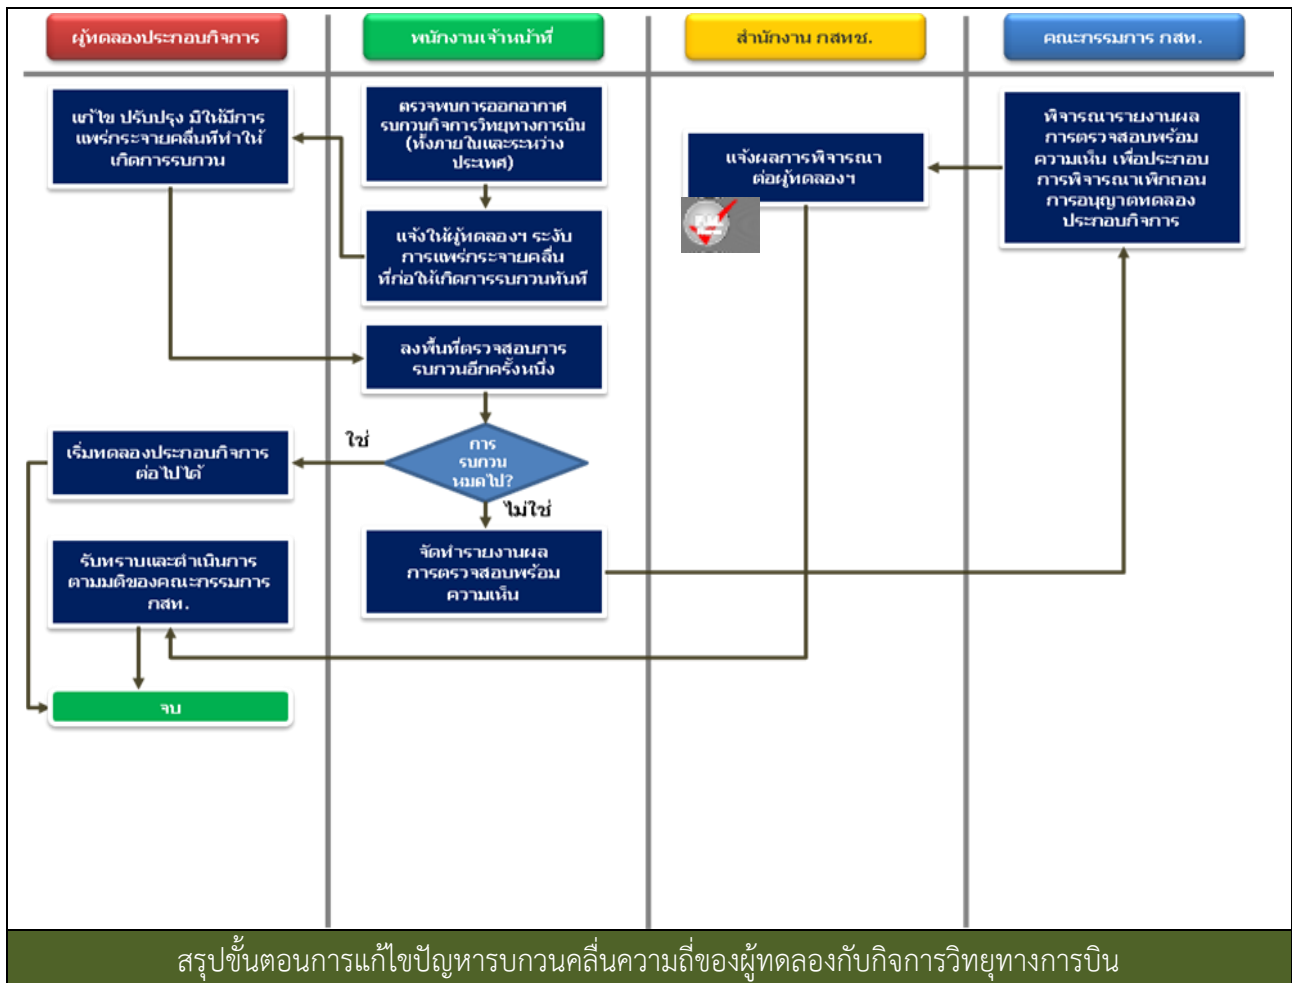 ผู้ทดลองประกอบกิจการ
พนักงานเจ้าหน้าที่
สำนักงาน กสทช.
คณะกรรมการ กสท.
แก้ไข ปรับปรุง มิให้มีการ
แพร่กระจายคลื่นที่ทำให้
เกิดการรบกวน
ตรวจพบการออกอากาศ
รบกวนกิจการวิทยุทางการบิน
(ทั้งภายในและระหว่าง
ประเทศ)
แจ้งผลการพิจารณา
ต่อผู้ทดลองฯ
พิจารณารายงานผล
การตรวจสอบพร้อม
ความเห็น เพื่อประกอบ
การพิจารณาเพิกถอน
การอนุญาตทดลอง
ประกอบกิจการ
แจ้งให้ผู้ทดลองฯ ระงับ
การแพร่กระจายคลื่น
ที่ก่อให้เกิดการรบกวนทันที
ลงพื้นที่ตรวจสอบการ
รบกวนอีกครั้งหนึ่ง
ใช่
การ
รบกวน
หมดไป?
ไม่ใช่
เริ่มทดลองประกอบกิจการ
ต่อไปได้
จัดทำรายงานผล
การตรวจสอบพร้อม
ความเห็น
รับทราบและดำเนินการ
ตามมติของคณะกรรมการ
กสท.
จบ
สรุปขั้นตอนการแก้ไขปัญหารบกวนคลื่นความถี่ของผู้ทดลองกับกิจการวิทยุทางการบิน